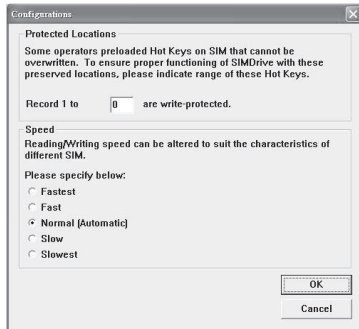 Configurations
Protected Locations
Some operators preloaded Hot Keys on SIM that cannot be
overwritten. To ensure proper functioning of SIMDrive with these
preserved locations, please indicate range of these Hot Keys.
Record 1 to 0 are write-protected.
Speed
Reading/Writing speed can be altered to suit the characteristics of
different SIM.
Please specify below:
Fastest
Fast
Normal (Automatic)
Slow
Slowest
OK
Cancel